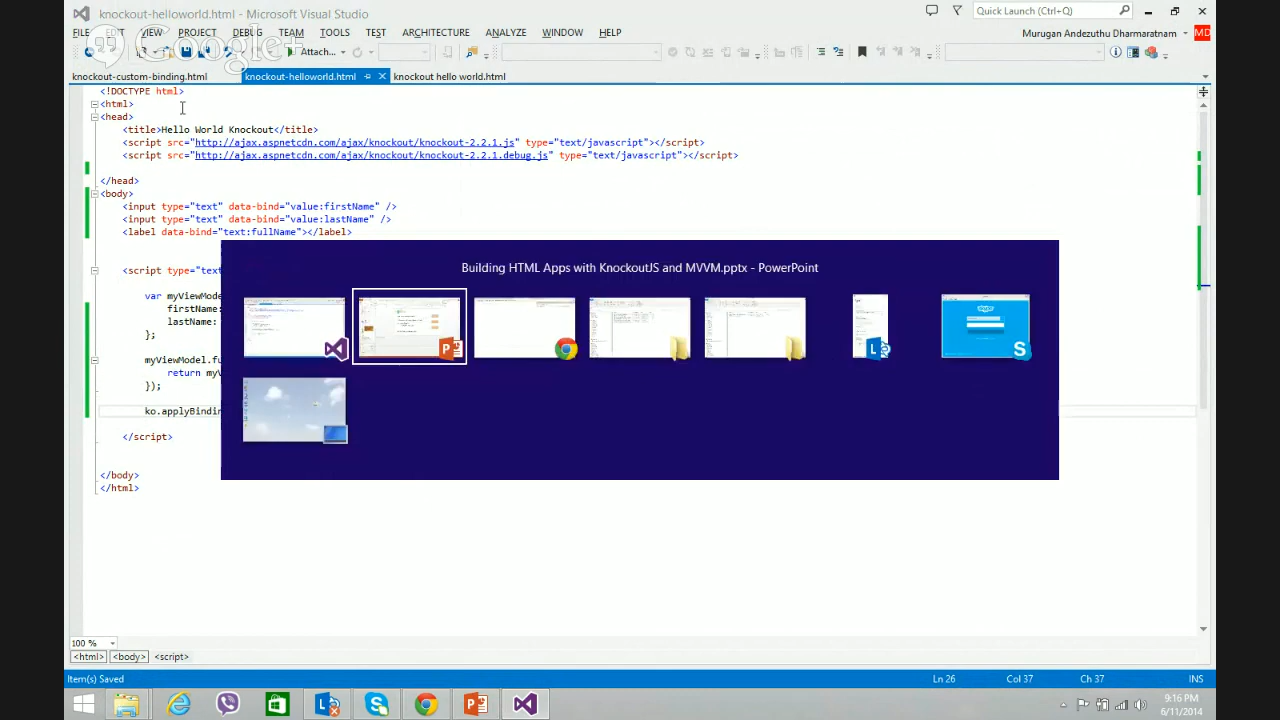 knockout-helloworld.html - Microsoft Visual Studio
Quick Launch (Ctrl+Q)
FILE EDIT VIEW PROJECT DEBUG TEAM TOOLS TEST ARCHITECTURE ANALYZE WINDOW HELP
Murugan Andezuthu Dharmaratnam
MD
Google+
Attach...
knockout-custom-binding.html
knockout-helloworld.html
knockout hello world.html
<!DOCTYPE html>
<html>
<head>
<title>Hello World Knockout</title>
<script src="http://ajax.aspnetcdn.com/ajax/knockout/knockout-2.2.1.js" type="text/javascript"></script>
<script src="http://ajax.aspnetcdn.com/ajax/knockout/knockout-2.2.1.debug.js" type="text/javascript"></script>
</head>
<body>
<input type="text" data-bind="value:firstName" />
<input type="text" data-bind="value:lastName" />
<label data-bind="text:fullName"></label>
Building HTML Apps with KnockoutJS and MVVM.pptx - PowerPoint
<script type="text
var myViewMode
firstName:
lastName:
};
myViewModel.fu
return myV
});
ko.applyBindin
</script>
</body>
</html>
100 %
<html> <body> <script>
Item(s) Saved
Ln 26
Col 37
Ch 37
INS
9:16 PM
6/11/2014